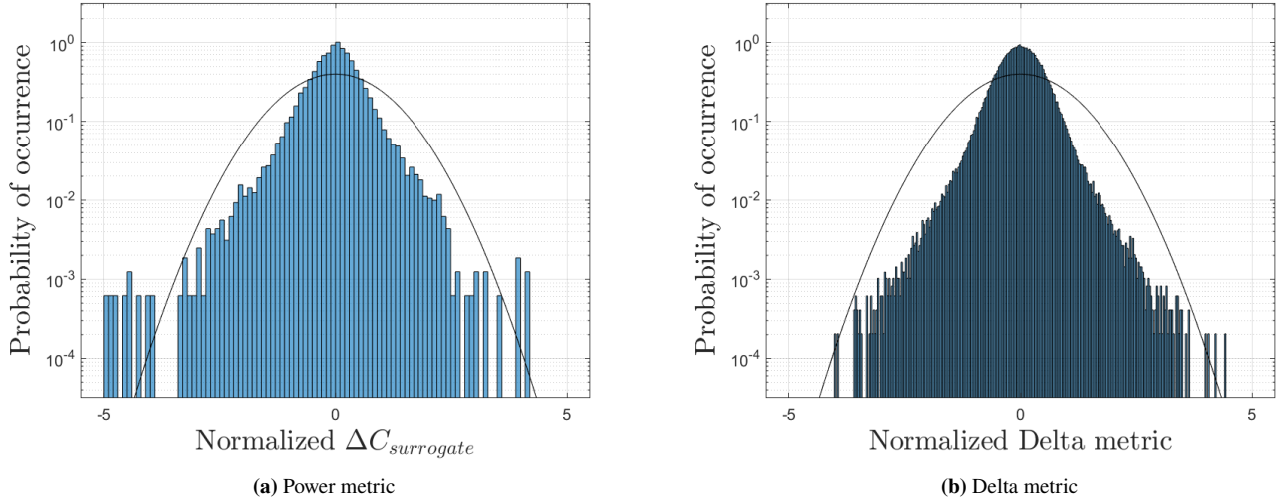 Probability of occurrence
10^0
10^-1
10^-2
10^-3
10^-4
-5 0 5
Normalized ΔC_surrogate
(a) Power metric
Probability of occurrence
10^0
10^-1
10^-2
10^-3
10^-4
-5 0 5
Normalized Delta metric
(b) Delta metric